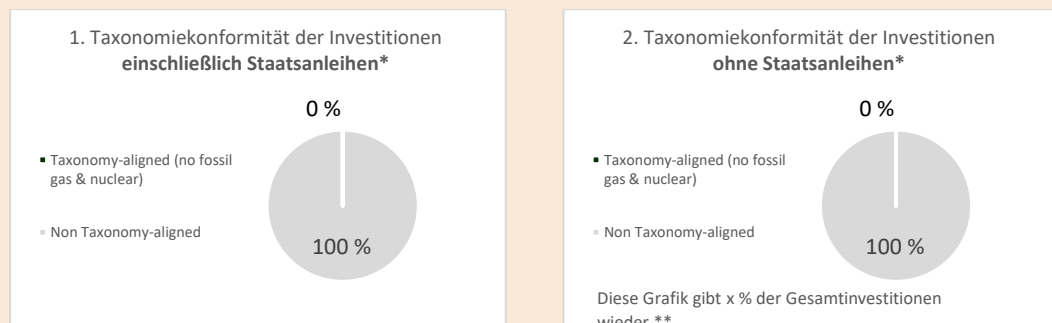 1. Taxonomiekonformität der Investitionen
einschließlich Staatsanleihen*
0 %
Taxonomy-aligned (no fossil
gas & nuclear)
Non Taxonomy-aligned
100 %
2. Taxonomiekonformität der Investitionen
ohne Staatsanleihen*
0 %
Taxonomy-aligned (no fossil
gas & nuclear)
Non Taxonomy-aligned
100 %
Diese Grafik gibt x % der Gesamtinvestitionen
wieder.**